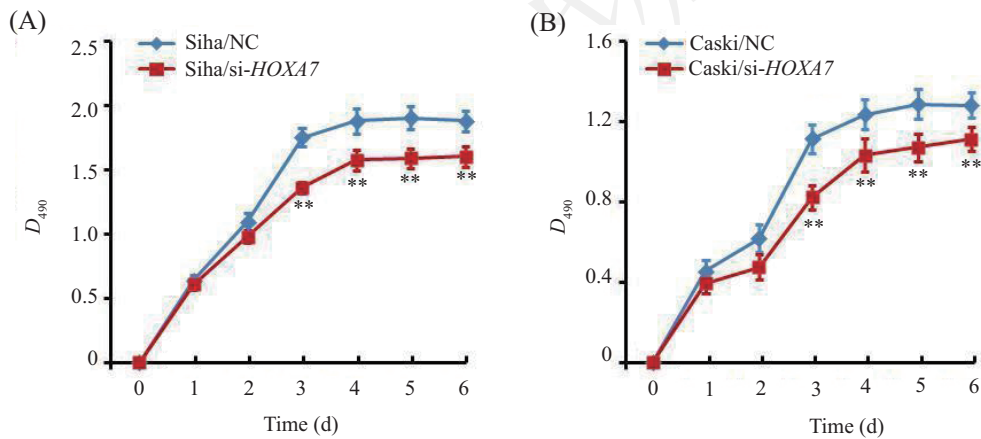 (A)
Siha/NC
Siha/si-HOXA7
2.5
2.0
1.5
1.0
0.5
0
D490
** ** ** **
0 1 2 3 4 5 6
Time (d)
(B)
Caski/NC
Caski/si-HOXA7
1.6
1.2
0.8
0.4
0
D490
** ** ** **
0 1 2 3 4 5 6
Time (d)